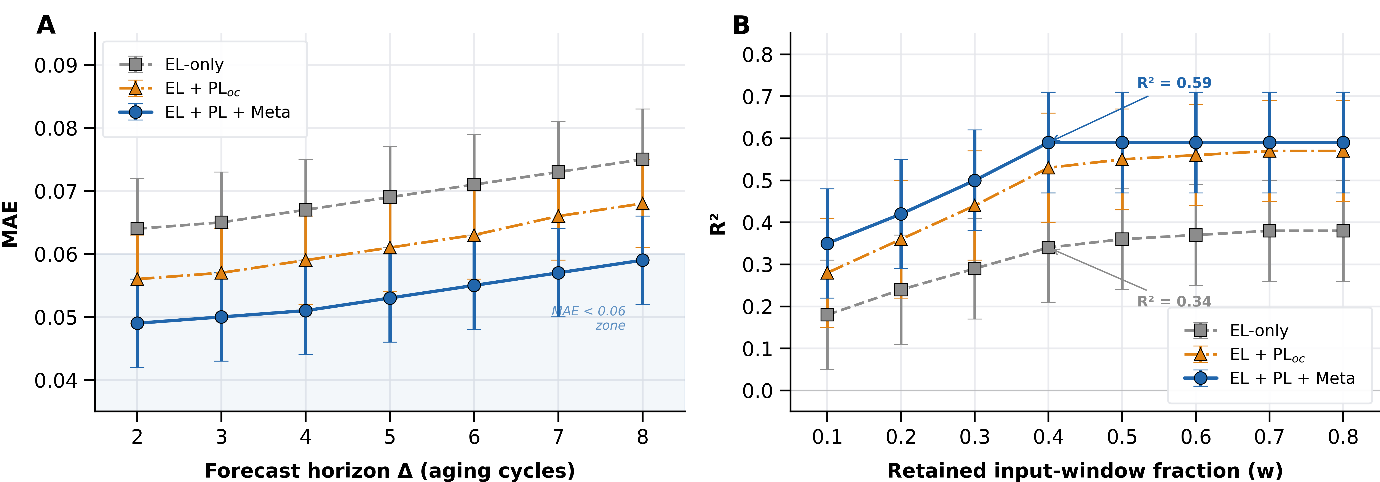 A
EL-only
EL + PLoc
EL + PL + Meta
MAE
0.09
0.08
0.07
0.06
0.05
0.04
MAE < 0.06
zone
2 3 4 5 6 7 8
Forecast horizon Δ (aging cycles)
B
R²
0.8
0.7
0.6
0.5
0.4
0.3
0.2
0.1
0.0
R² = 0.59
R² = 0.34
EL-only
EL + PLoc
EL + PL + Meta
0.1 0.2 0.3 0.4 0.5 0.6 0.7 0.8
Retained input-window fraction (w)